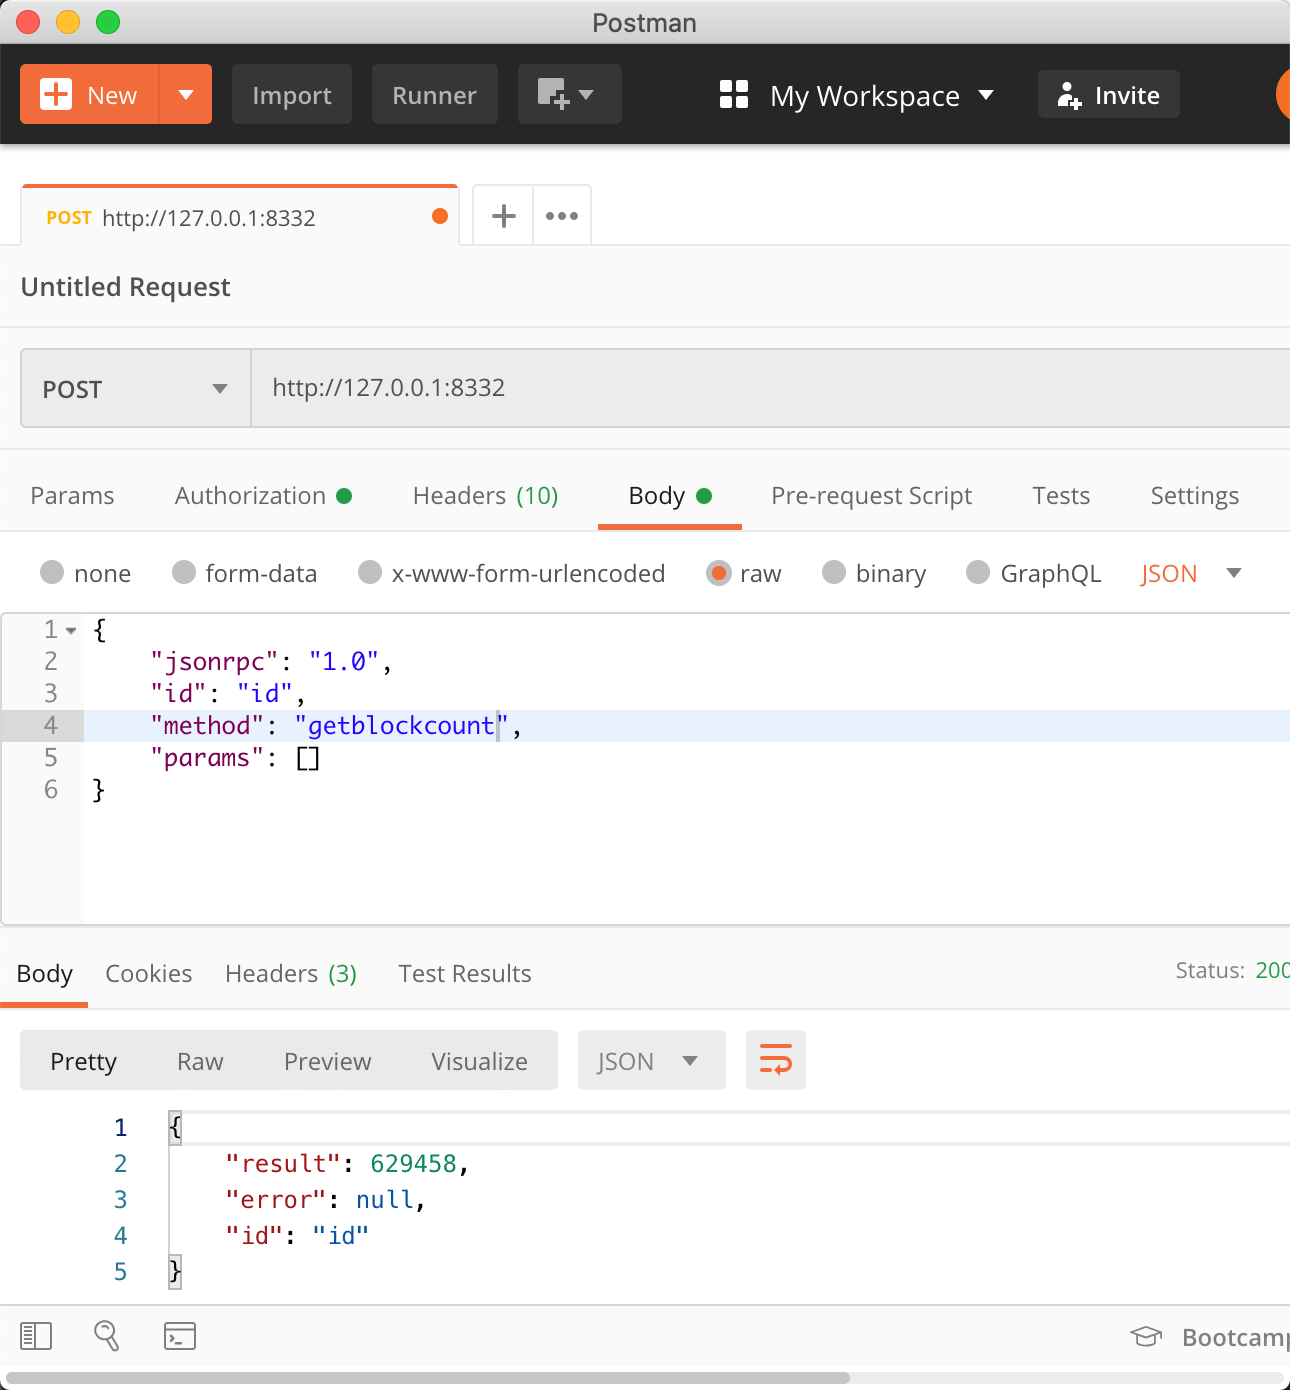 Postman
New Import Runner My Workspace Invite
POST http://127.0.0.1:8332
Untitled Request
POST http://127.0.0.1:8332
Params Authorization Headers (10) Body Pre-request Script Tests Settings
none form-data x-www-form-urlencoded raw binary GraphQL JSON
1 {
2 "jsonrpc": "1.0",
3 "id": "id",
4 "method": "getblockcount",
5 "params": []
6 }
Body Cookies Headers (3) Test Results Status: 200
Pretty Raw Preview Visualize JSON
1 {
2 "result": 629458,
3 "error": null,
4 "id": "id"
5 }
Bootcamp